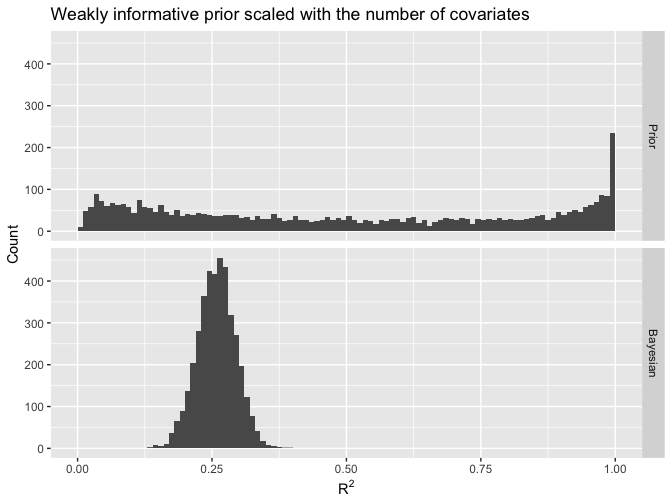 Weakly informative prior scaled with the number of covariates
400
300
200
100
0
Prior
Count
400
300
200
100
0
Bayesian
0.00 0.25 0.50 0.75 1.00
R²